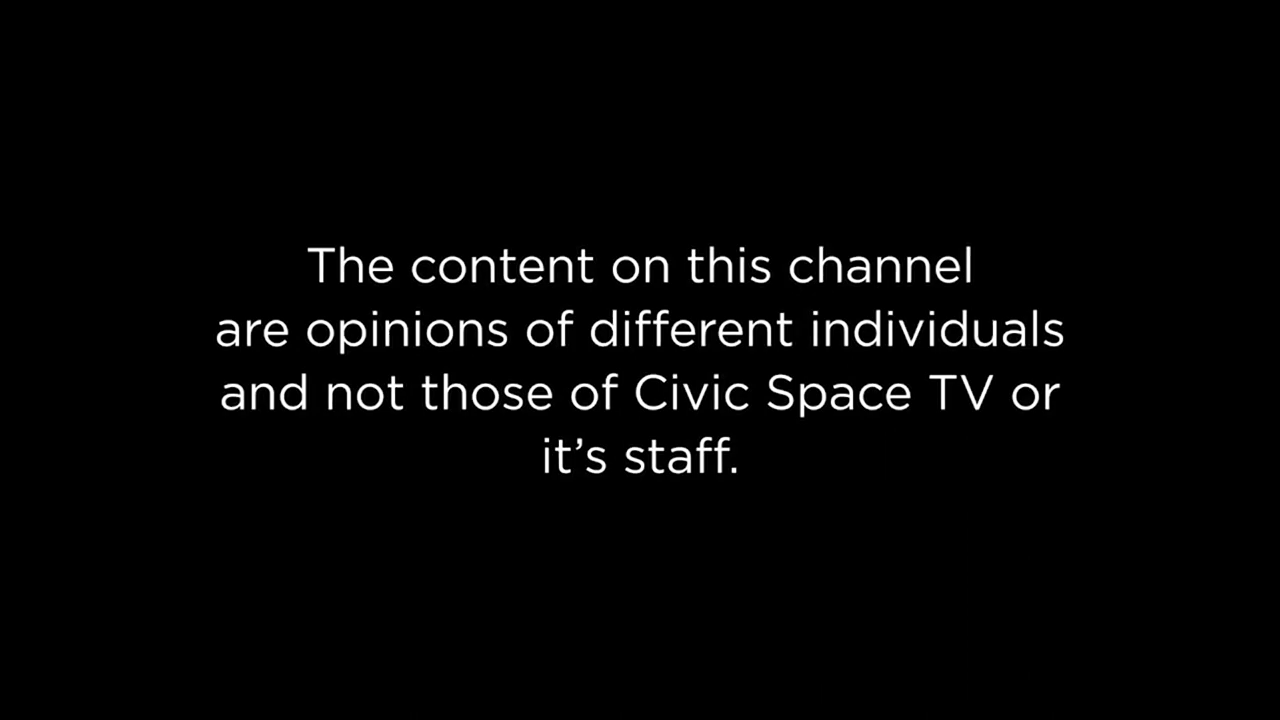 The content on this channel
are opinions of different individuals
and not those of Civic Space TV or
it’s staff.